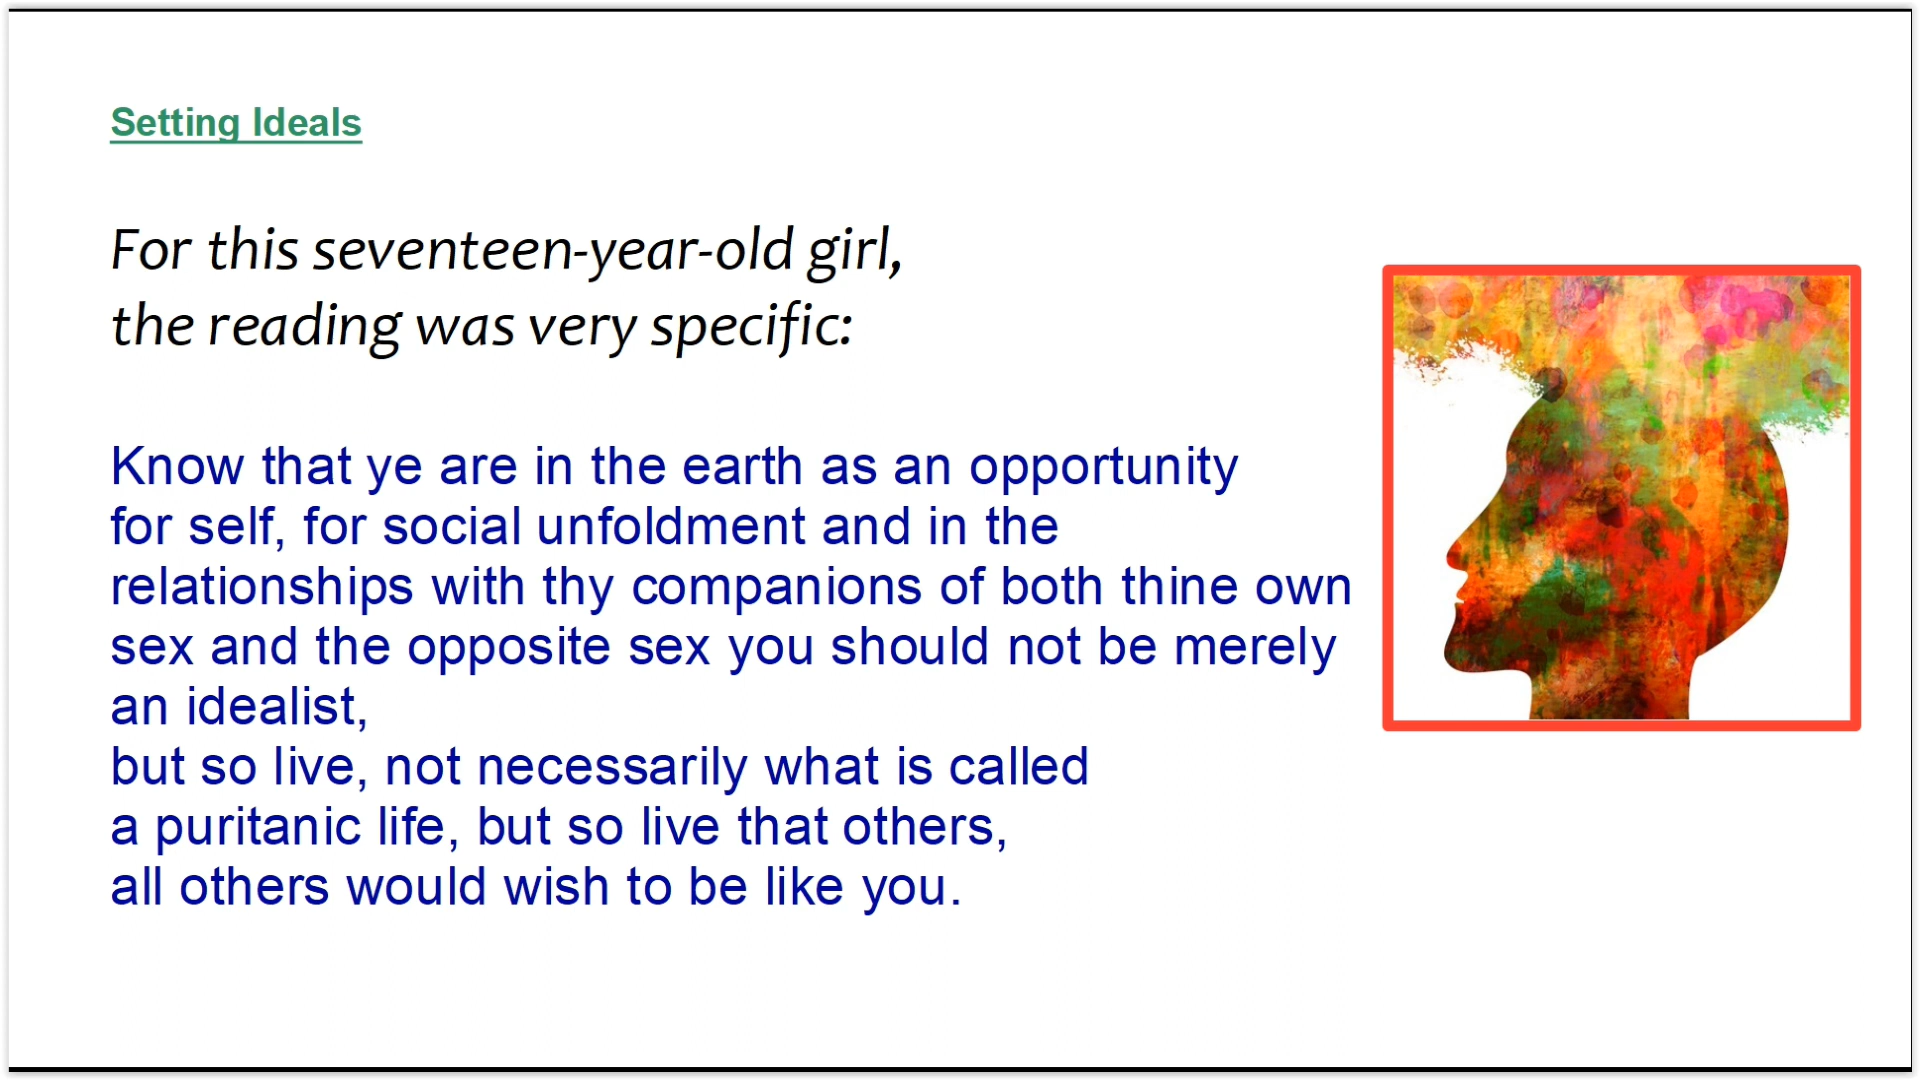 Setting Ideals
For this seventeen-year-old girl,
the reading was very specific:
Know that ye are in the earth as an opportunity
for self, for social unfoldment and in the
relationships with thy companions of both thine own
sex and the opposite sex you should not be merely
an idealist,
but so live, not necessarily what is called
a puritanic life, but so live that others,
all others would wish to be like you.